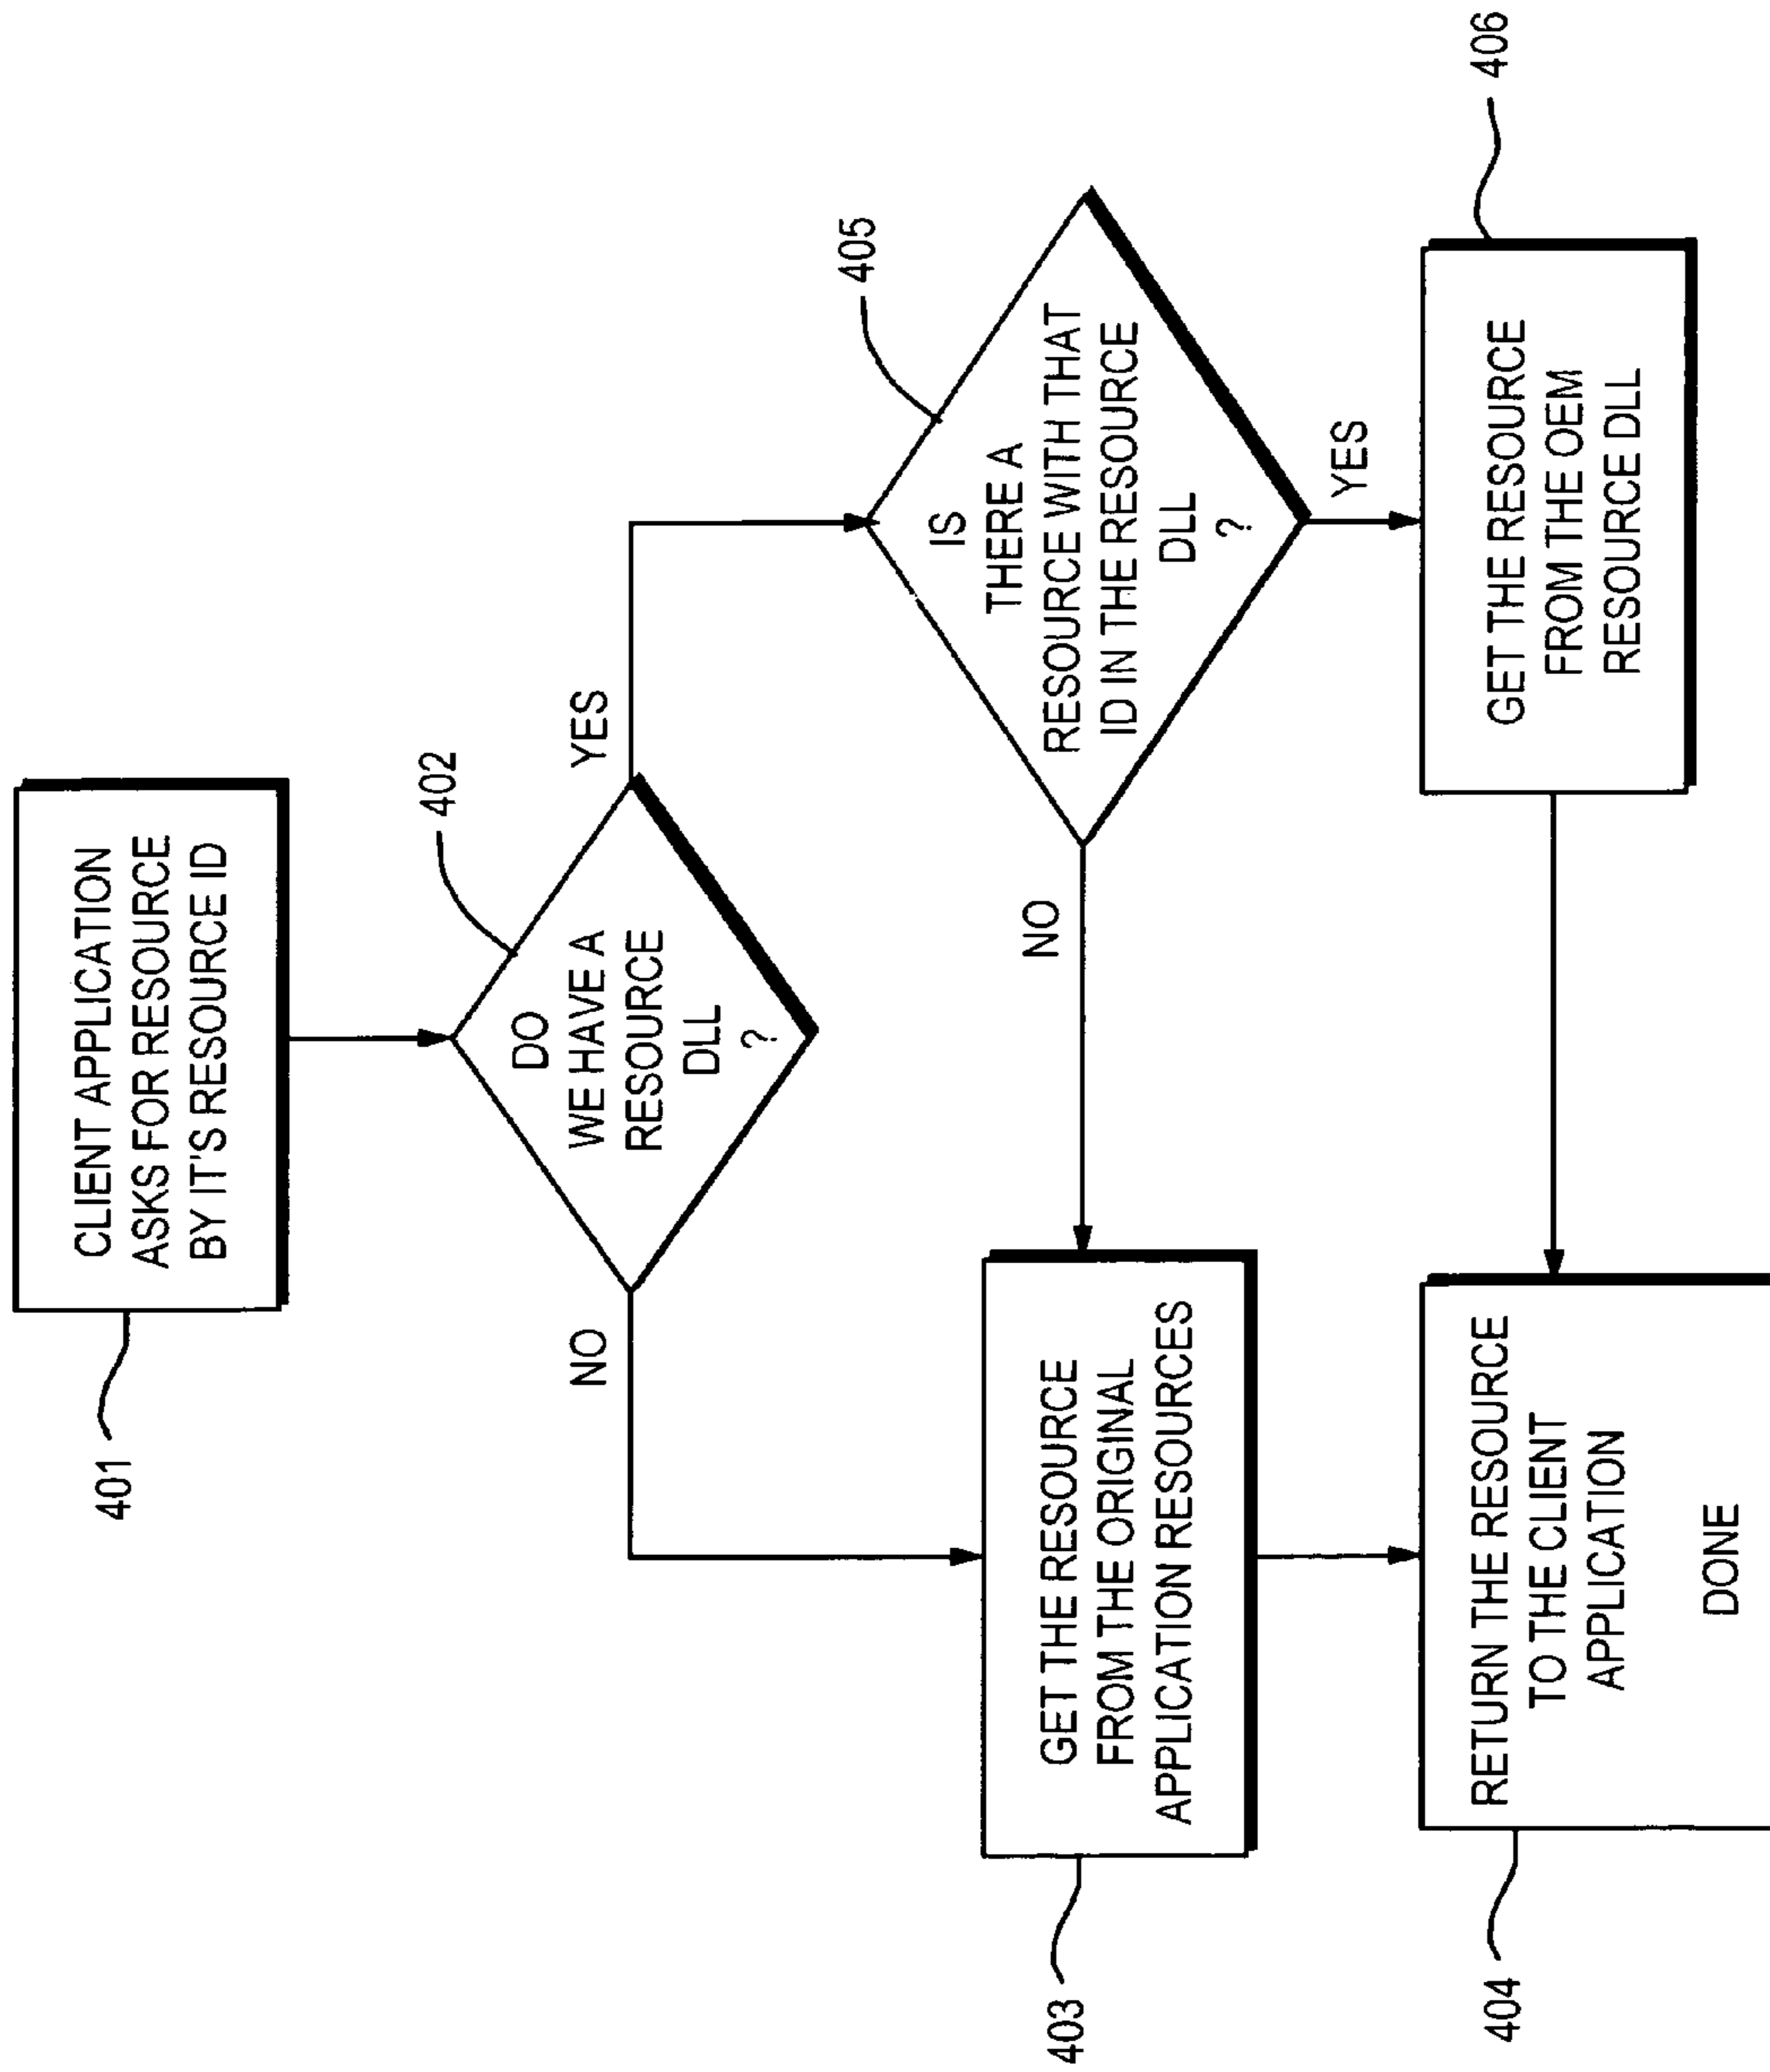 CLIENT APPLICATION
ASKS FOR RESOURCE
BY IT'S RESOURCE ID
401
DO
WE HAVE A
RESOURCE
DLL
?
402
NO
YES
IS
THERE A
RESOURCE WITH THAT
ID IN THE RESOURCE
DLL
?
405
NO
YES
GET THE RESOURCE
FROM THE ORIGINAL
APPLICATION RESOURCES
403
GET THE RESOURCE
FROM THE OEM
RESOURCE DLL
406
RETURN THE RESOURCE
TO THE CLIENT
APPLICATION
DONE
404